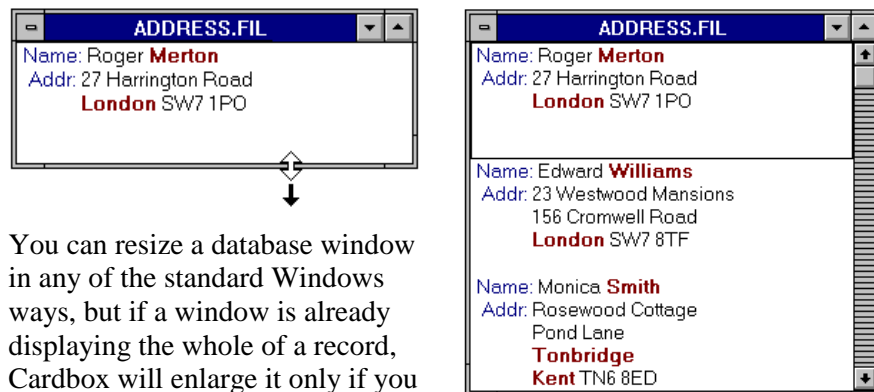 ADDRESS.FIL
Name: Roger Merton
Addr: 27 Harrington Road
London SW7 1PO
You can resize a database window
in any of the standard Windows
ways, but if a window is already
displaying the whole of a record,
Cardbox will enlarge it only if you
ADDRESS.FIL
Name: Roger Merton
Addr: 27 Harrington Road
London SW7 1PO
Name: Edward Williams
Addr: 23 Westwood Mansions
156 Cromwell Road
London SW7 8TF
Name: Monica Smith
Addr: Rosewood Cottage
Pond Lane
Tonbridge
Kent TN6 8ED